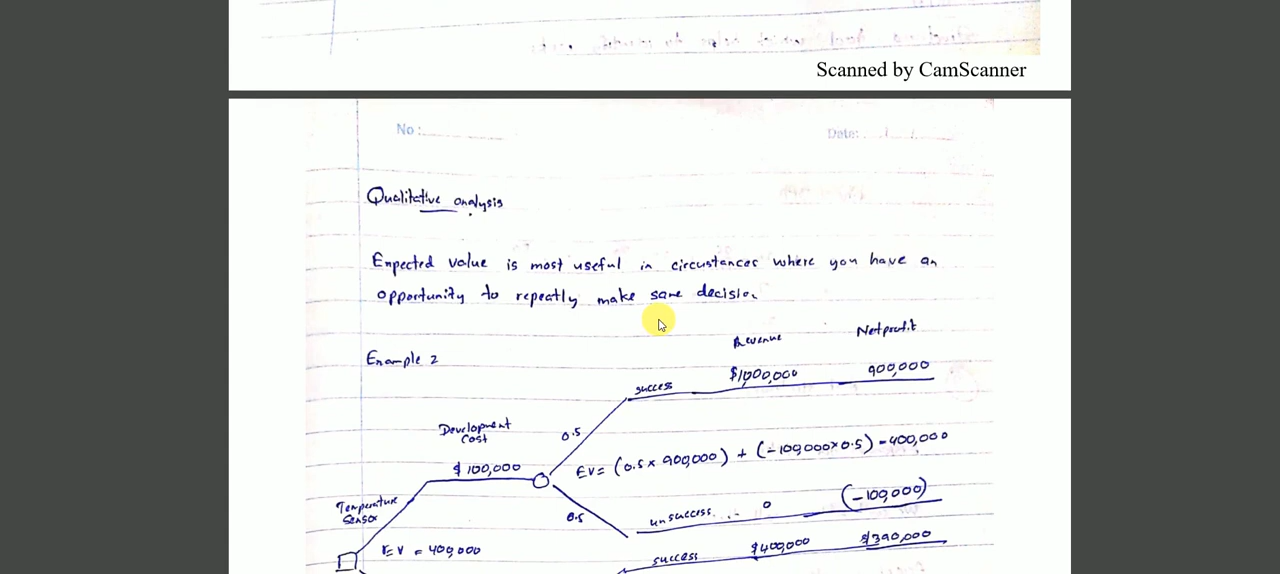 Scanned by CamScanner
No:
Date:
Qualitative analysis
Expected value is most useful in circustances where you have an
opportunity to repeatly make same decision
Revenue Netprofit
Example 2
success $1,000,000 900,000
Development
Cost
0.5
$100,000
EV = (0.5 x 900,000) + (-100,000 x 0.5) = 400,000
Temperature
Sensor
0.5
unsuccess... 0 (-100,000)
EV = 400,000
success $400,000 $390,000